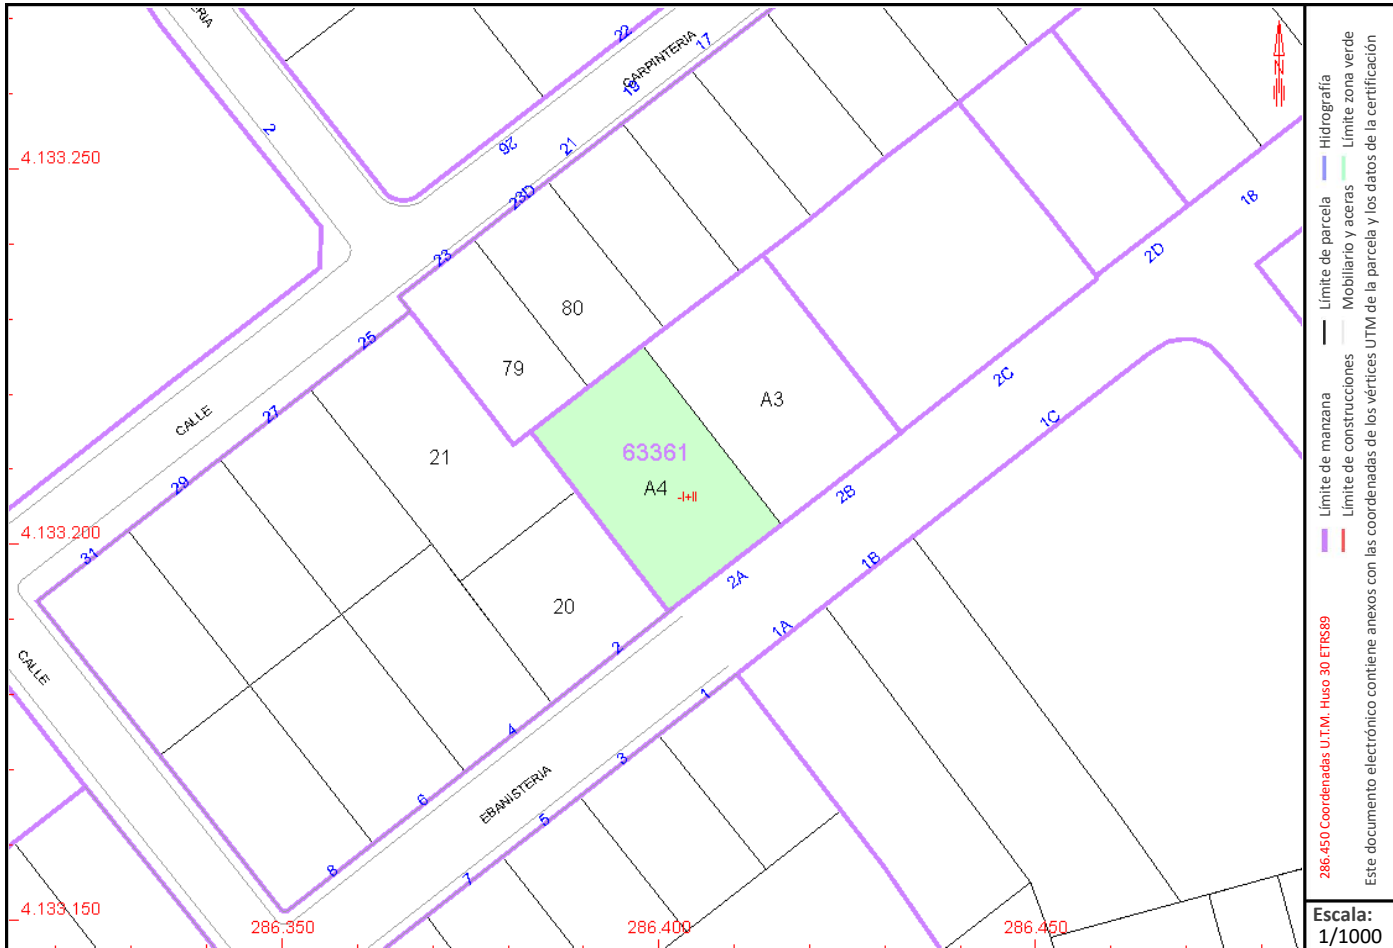 ERIA
22
17
CARPINTERIA
19
2
26
21
4.133.250
23D
1B
23
2D
80
25
79
2C
A3
27
1C
CALLE
63361
21
29
A4
-I+II
2B
4.133.200
31
1B
2A
20
1A
2
CALLE
1
4
3
EBANISTERIA
6
5
8
7
4.133.150
286.350
286.400
286.450
N
Hidrografía
Límite zona verde
Límite de parcela
Mobiliario y aceras
Límite de manzana
Límite de construcciones
286.450 Coordenadas U.T.M. Huso 30 ETRS89
Este documento electrónico contiene anexos con las coordenadas de los vértices UTM de la parcela y los datos de la certificación
Escala:
1/1000